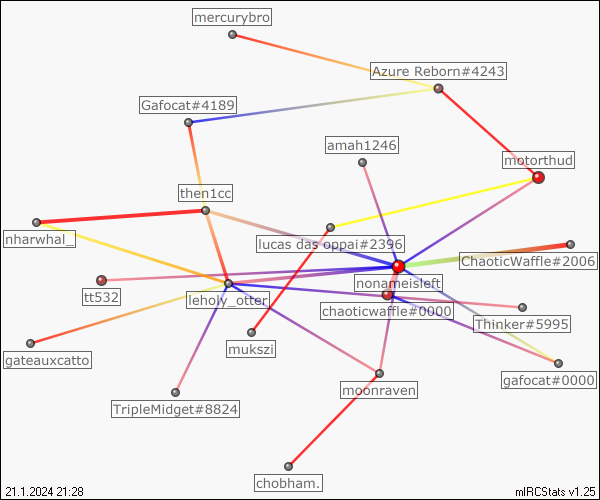 mercurybro
Azure Reborn#4243
Gafocat#4189
amah1246
motorthud
then1cc
nharwhal_
lucas das oppai#2396
ChaoticWaffle#2006
nonameisleft
tt532
leholy_otter
chaoticwaffle#0000
Thinker#5995
mukszi
gateauxcatto
moonraven
gafocat#0000
TripleMidget#8824
chobham.
21.1.2024 21:28
mIRCStats v1.25